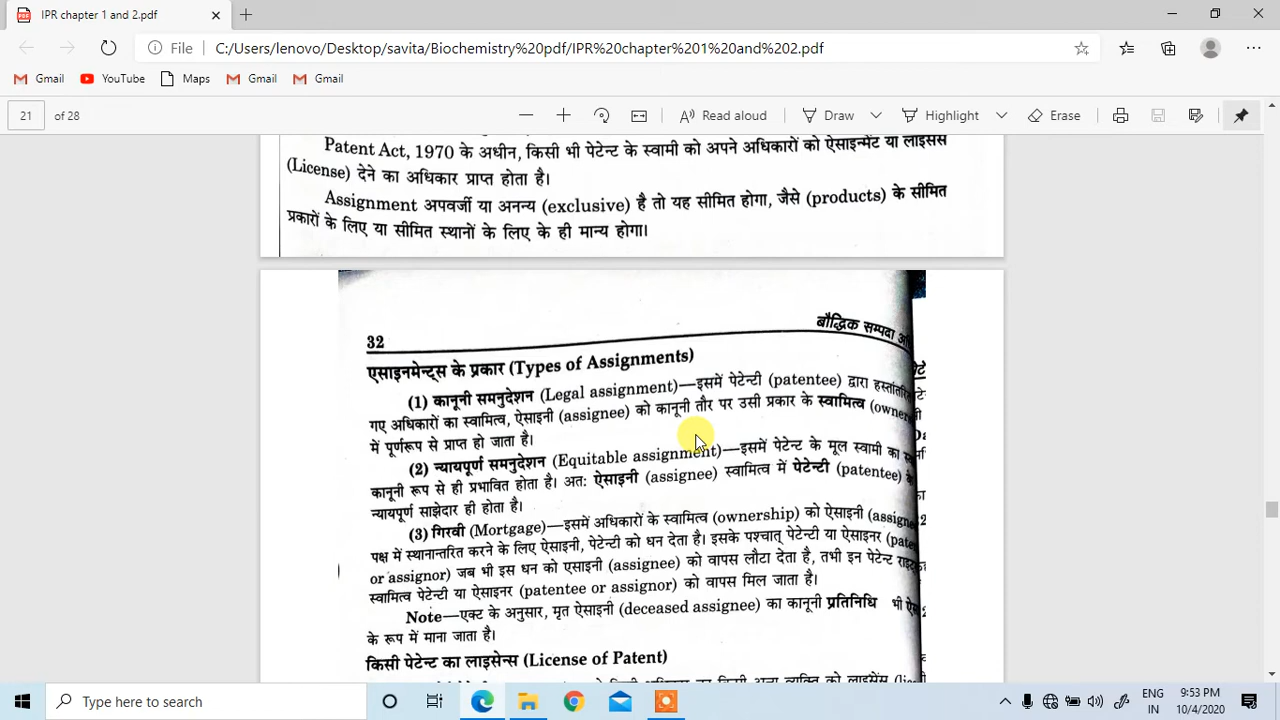 IPR chapter 1 and 2.pdf
File C:/Users/lenovo/Desktop/savita/Biochemistry%20pdf/IPR%20chapter%201%20and%202.pdf
Gmail YouTube Maps Gmail Gmail
21 of 28 Read aloud Draw Highlight Erase
Patent Act, 1970 के अधीन, किसी भी पेटेन्ट के स्वामी को अपने अधिकारों को ऐसाइन्मेंट या लाइसेंस
(License) देने का अधिकार प्राप्त होता है।
Assignment अपवर्जी या अनन्य (exclusive) है तो यह सीमित होगा, जैसे (products) के सीमित
प्रकारों के लिए या सीमित स्थानों के लिए के ही मान्य होगा।
32 बौद्धिक सम्पदा
एसाइनमेन्ट्स के प्रकार (Types of Assignments)
(1) कानूनी समनुदेशन (Legal assignment)—इसमें पेटेन्टी (patentee) द्वारा
गए अधिकारों का स्वामित्व, ऐसाइनी (assignee) को कानूनी तौर पर उसी प्रकार के स्वामित्व
में पूर्णरूप से प्राप्त हो जाता है।
(2) न्यायपूर्ण समनुदेशन (Equitable assignment)—इसमें पेटेन्ट के मूल स्वामी का
कानूनी रूप से ही प्रभावित होता है। अतः ऐसाइनी (assignee) स्वामित्व में पेटेन्टी (patentee)
न्यायपूर्ण साझेदार ही होता है।
(3) गिरवी (Mortgage)—इसमें अधिकारों के स्वामित्व (ownership) को ऐसाइनी
पक्ष में स्थानान्तरित करने के लिए ऐसाइनी, पेटेन्टी को धन देता है। इसके पश्चात् पेटेन्टी या ऐसाइनर
or assignor) जब भी इस धन को एसाइनी (assignee) को वापस लौटा देता है, तभी इन पेटेन्ट
स्वामित्व पेटेन्टी या ऐसाइनर (patentee or assignor) को वापस मिल जाता है।
Note—एक्ट के अनुसार, मृत ऐसाइनी (deceased assignee) का कानूनी प्रतिनिधि भी
के रूप में माना जाता है।
किसी पेटेन्ट का लाइसेन्स (License of Patent)
Type here to search
ENG 9:53 PM
IN 10/4/2020